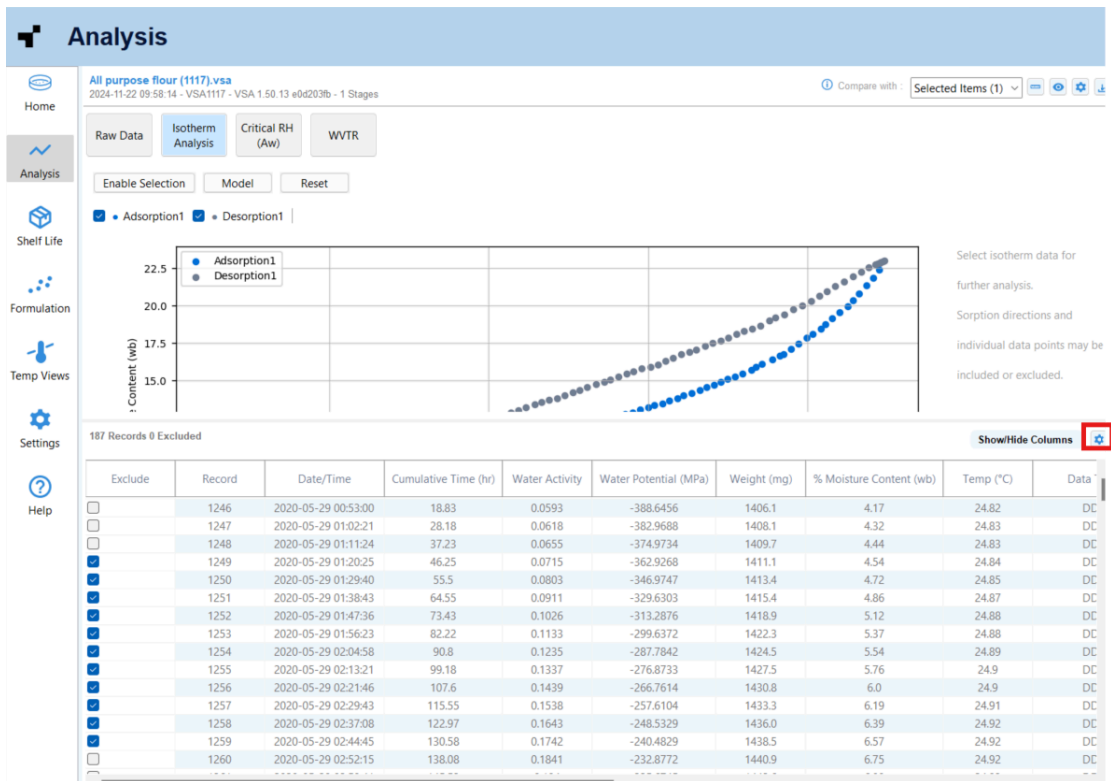 Analysis
Home
Analysis
Shelf Life
Formulation
Temp Views
Settings
Help
All purpose flour (1117).vsa
2024-11-22 09:58:14 - VSA1117 - VSA 1.50.13 e0d203fb - 1 Stages
Compare with : Selected Items (1)
Raw Data
Isotherm
Analysis
Critical RH
(Aw)
WVTR
Enable Selection Model Reset
Adsorption1 Desorption1
Adsorption1
Desorption1
22.5
20.0
17.5
15.0
Content (wb)
Select isotherm data for
further analysis.
Sorption directions and
individual data points may be
included or excluded.
187 Records 0 Excluded
Show/Hide Columns
Exclude Record Date/Time Cumulative Time (hr) Water Activity Water Potential (MPa) Weight (mg) % Moisture Content (wb) Temp (°C) Data
1246 2020-05-29 00:53:00 18.83 0.0593 -388.6456 1406.1 4.17 24.82 DD
1247 2020-05-29 01:02:21 28.18 0.0618 -382.9688 1408.1 4.32 24.83 DD
1248 2020-05-29 01:11:24 37.23 0.0655 -374.9734 1409.7 4.44 24.83 DD
1249 2020-05-29 01:20:25 46.25 0.0715 -362.9268 1411.1 4.54 24.84 DD
1250 2020-05-29 01:29:40 55.5 0.0803 -346.9747 1413.4 4.72 24.85 DD
1251 2020-05-29 01:38:43 64.55 0.0911 -329.6303 1415.4 4.86 24.87 DD
1252 2020-05-29 01:47:36 73.43 0.1026 -313.2876 1418.9 5.12 24.88 DD
1253 2020-05-29 01:56:23 82.22 0.1133 -299.6372 1422.3 5.37 24.88 DD
1254 2020-05-29 02:04:58 90.8 0.1235 -287.7842 1424.5 5.54 24.89 DD
1255 2020-05-29 02:13:21 99.18 0.1337 -276.8733 1427.5 5.76 24.9 DD
1256 2020-05-29 02:21:46 107.6 0.1439 -266.7614 1430.8 6.0 24.9 DD
1257 2020-05-29 02:29:43 115.55 0.1538 -257.6104 1433.3 6.19 24.91 DD
1258 2020-05-29 02:37:08 122.97 0.1643 -248.5329 1436.0 6.39 24.92 DD
1259 2020-05-29 02:44:45 130.58 0.1742 -240.4829 1438.5 6.57 24.92 DD
1260 2020-05-29 02:52:15 138.08 0.1841 -232.8772 1440.9 6.75 24.92 DD